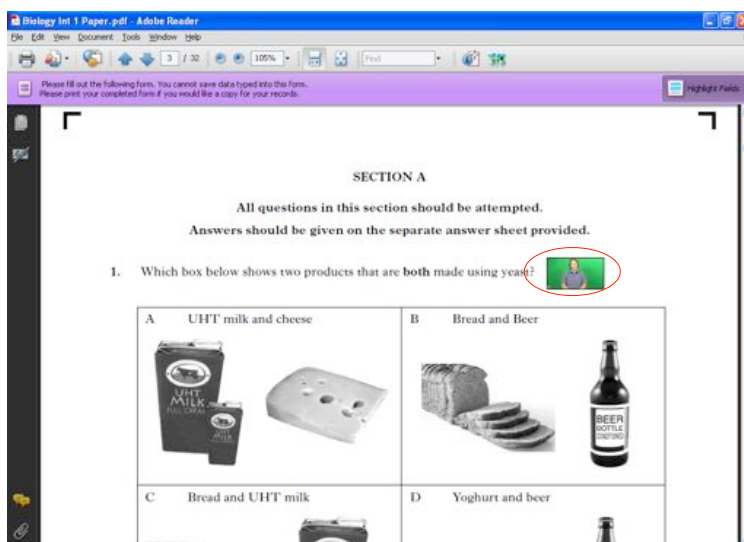 Biology Int 1 Paper.pdf - Adobe Reader
File Edit View Document Tools Window Help
3 / 32 105% Find
Please fill out the following form. You cannot save data typed into this form.
Please print your completed form if you would like a copy for your records.
Highlight Fields
SECTION A
All questions in this section should be attempted.
Answers should be given on the separate answer sheet provided.
1. Which box below shows two products that are both made using yeast?
A UHT milk and cheese
B Bread and Beer
UHT
MILK
FULL CREAM
UHT
MILK
BEER
BOTTLE
CONDITIONED
C Bread and UHT milk
D Yoghurt and beer